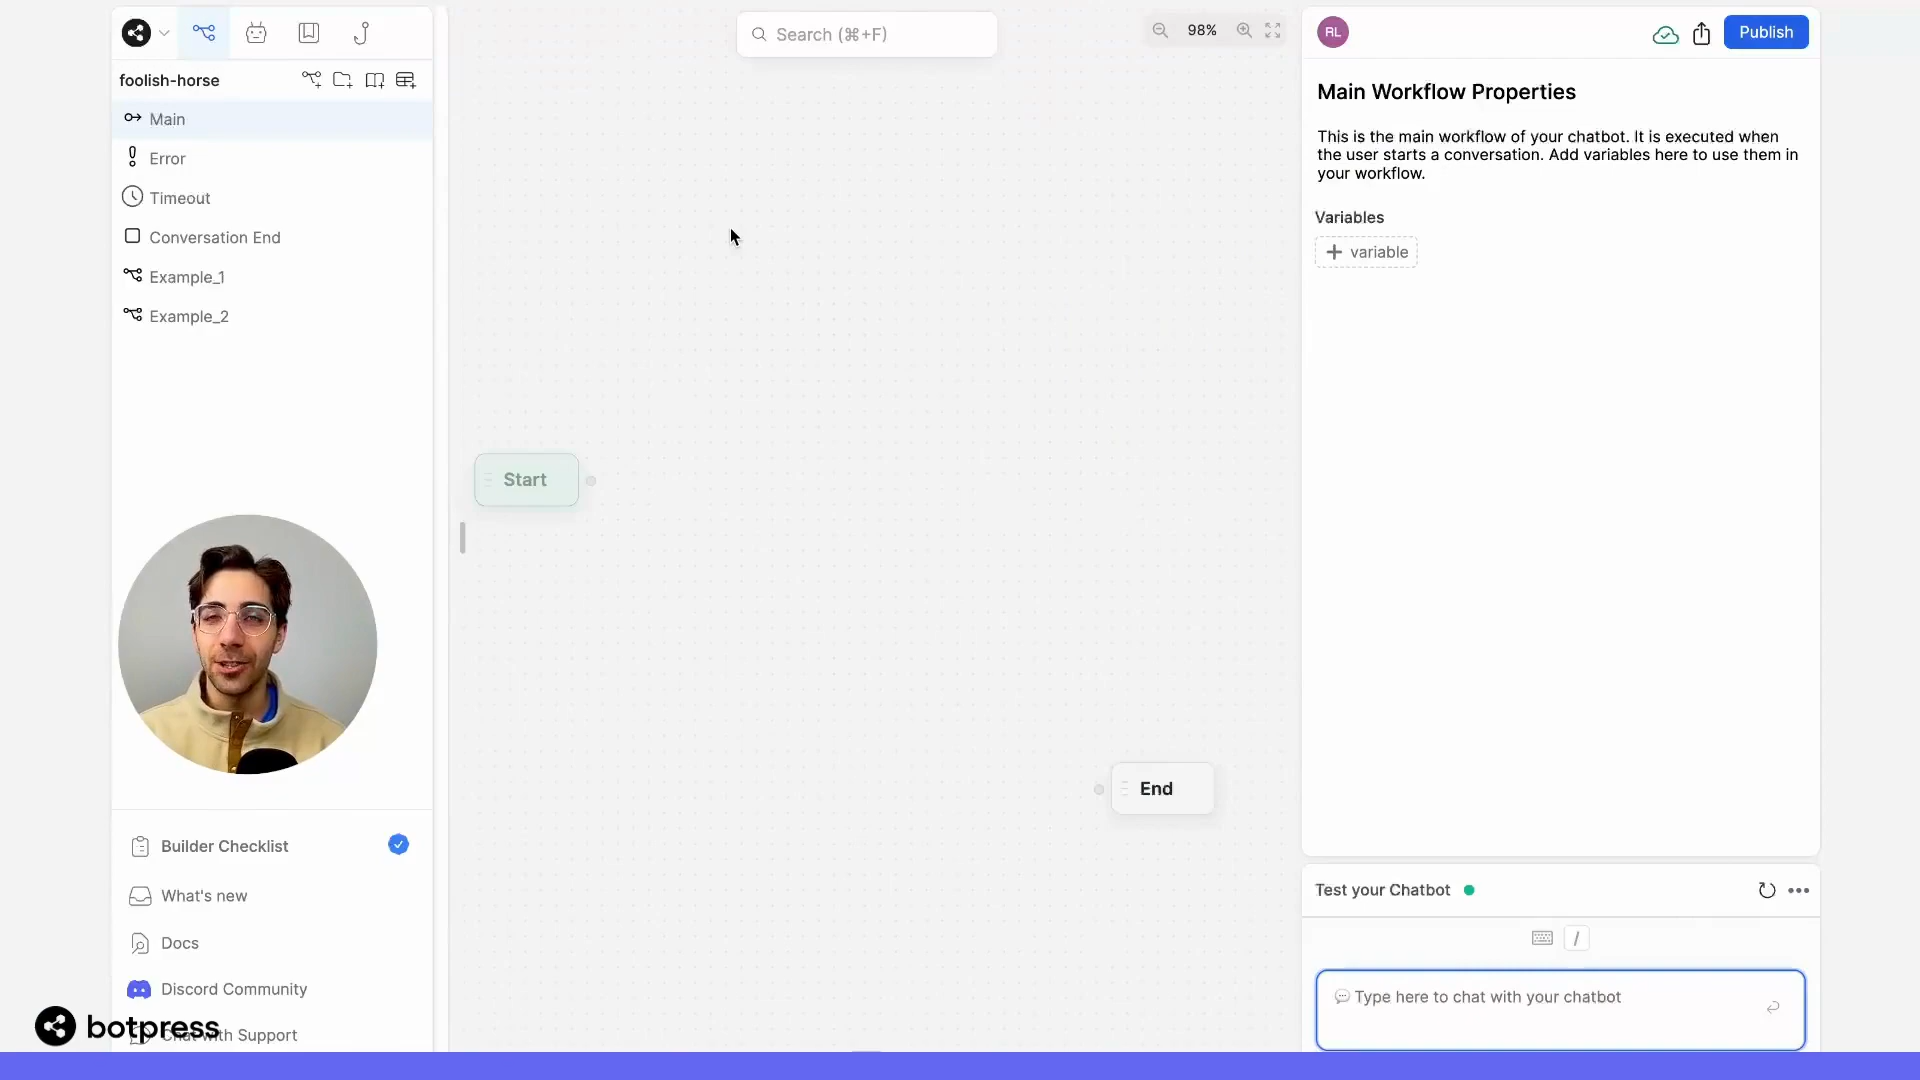 Search (⌘+F)
98%
RL
Publish
foolish-horse
Main
Error
Timeout
Conversation End
Example_1
Example_2
Start
End
Main Workflow Properties
This is the main workflow of your chatbot. It is executed when
the user starts a conversation. Add variables here to use them in
your workflow.
Variables
+ variable
Builder Checklist
What's new
Docs
Discord Community
Chat with Support
botpress
Test your Chatbot
/
Type here to chat with your chatbot